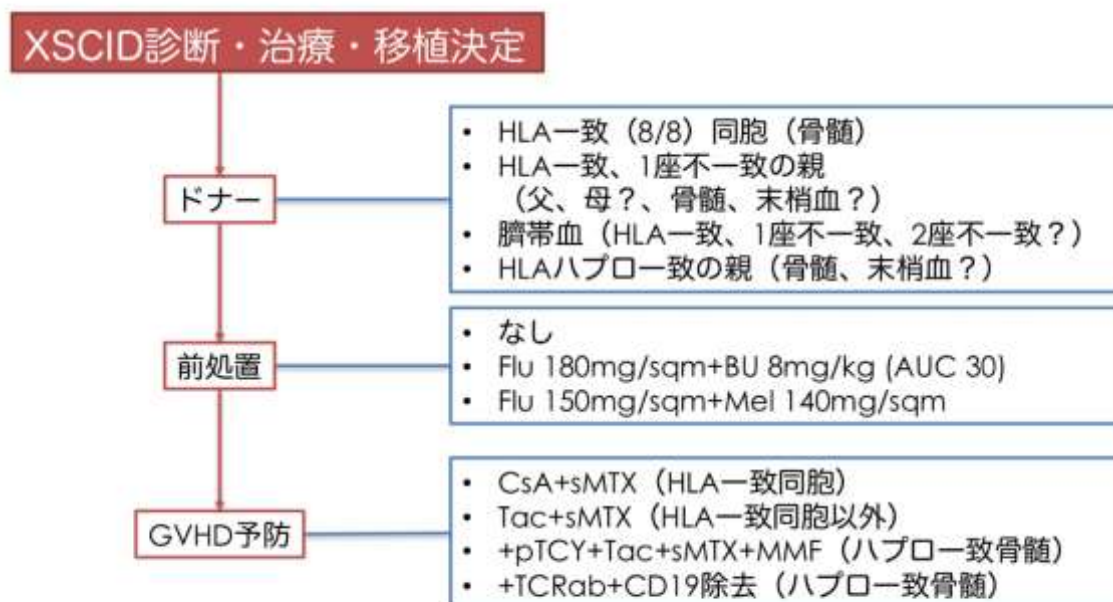 XSCID診断・治療・移植決定
ドナー
• HLA一致（8/8）同胞（骨髄）
• HLA一致、1座不一致の親
（父、母？、骨髄、末梢血？）
• 臍帯血（HLA一致、1座不一致、2座不一致？）
• HLAハプロ一致の親（骨髄、末梢血？）
前処置
• なし
• Flu 180mg/sqm+BU 8mg/kg (AUC 30)
• Flu 150mg/sqm+Mel 140mg/sqm
GVHD予防
• CsA+sMTX（HLA一致同胞）
• Tac+sMTX（HLA一致同胞以外）
• +pTCY+Tac+sMTX+MMF（ハプロ一致骨髄）
• +TCRab+CD19除去（ハプロ一致骨髄）